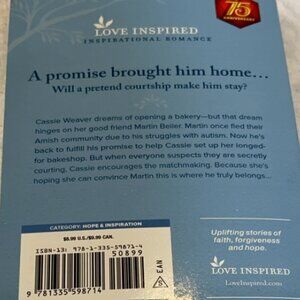 75
ANNIVERSARY
LOVE INSPIRED
INSPIRATIONAL ROMANCE
A promise brought him home…
Will a pretend courtship make him stay?
Cassie Weaver dreams of opening a bakery—but that dream
hinges on her good friend Martin Beiler. Martin once fled their
Amish community due to his struggles with autism. Now he's
back to fulfill his promise to help Cassie set up her longed-
for bakeshop. But when everyone suspects they are secretly
courting, Cassie encourages the matchmaking. Because she's
hoping she can convince Martin this is where he truly belongs…
CATEGORY: HOPE & INSPIRATION
$8.99 U.S./$9.99 CAN.
ISBN-13: 978-1-335-59871-4
50899
EAN
9 781335 598714
Uplifting stories of
faith, forgiveness
and hope.
LOVE INSPIRED
LoveInspired.com